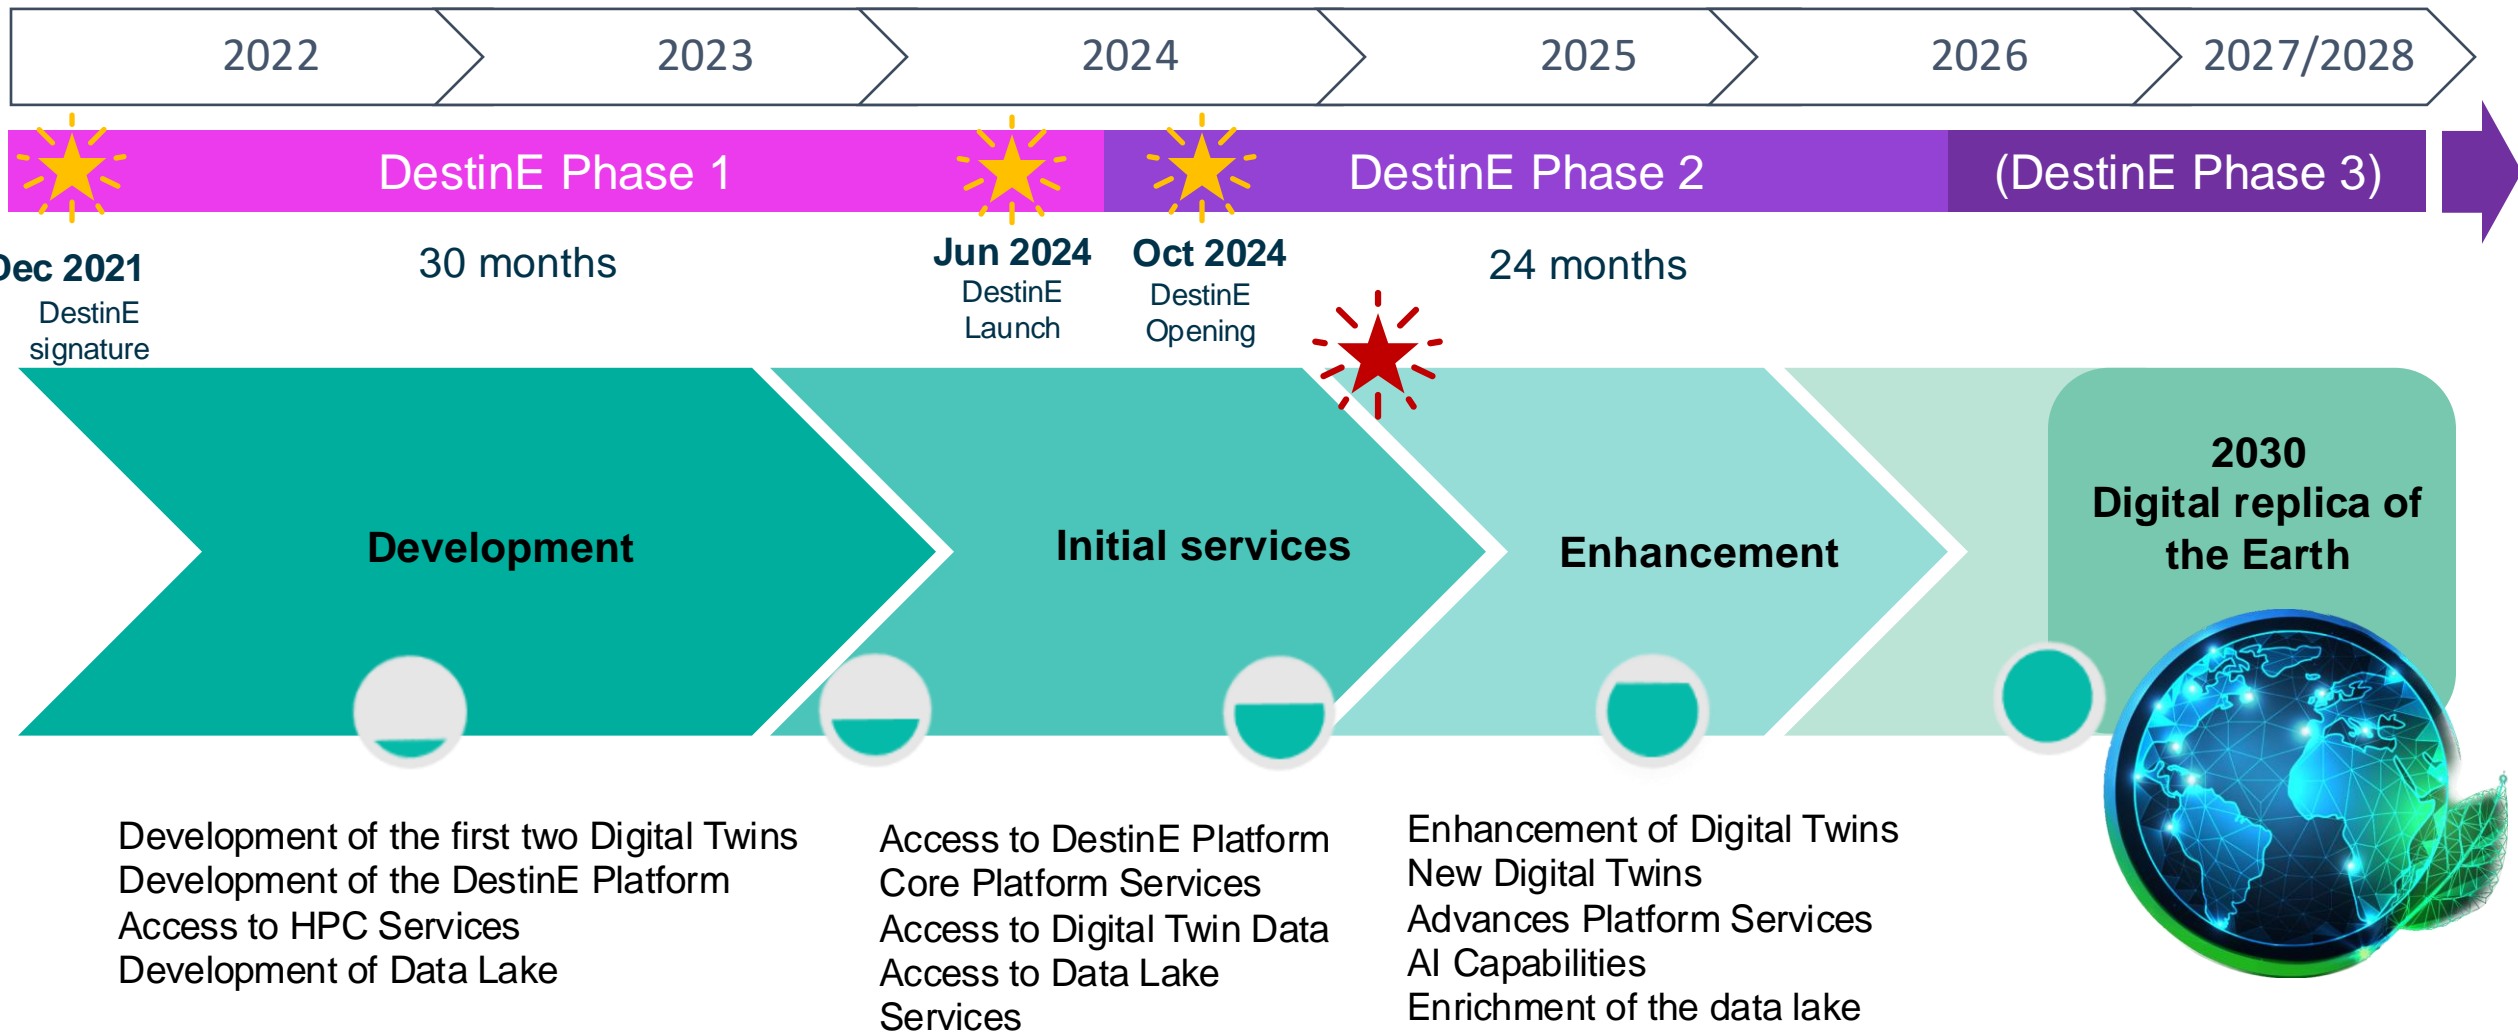 2022
2023
2024
2025
2026
2027/2028
DestinE Phase 1
DestinE Phase 2
(DestinE Phase 3)
Dec 2021
DestinE
signature
30 months
Jun 2024
DestinE
Launch
Oct 2024
DestinE
Opening
24 months
Development
Initial services
Enhancement
2030
Digital replica of
the Earth
Development of the first two Digital Twins
Development of the DestinE Platform
Access to HPC Services
Development of Data Lake
Access to DestinE Platform
Core Platform Services
Access to Digital Twin Data
Access to Data Lake
Services
Enhancement of Digital Twins
New Digital Twins
Advances Platform Services
AI Capabilities
Enrichment of the data lake